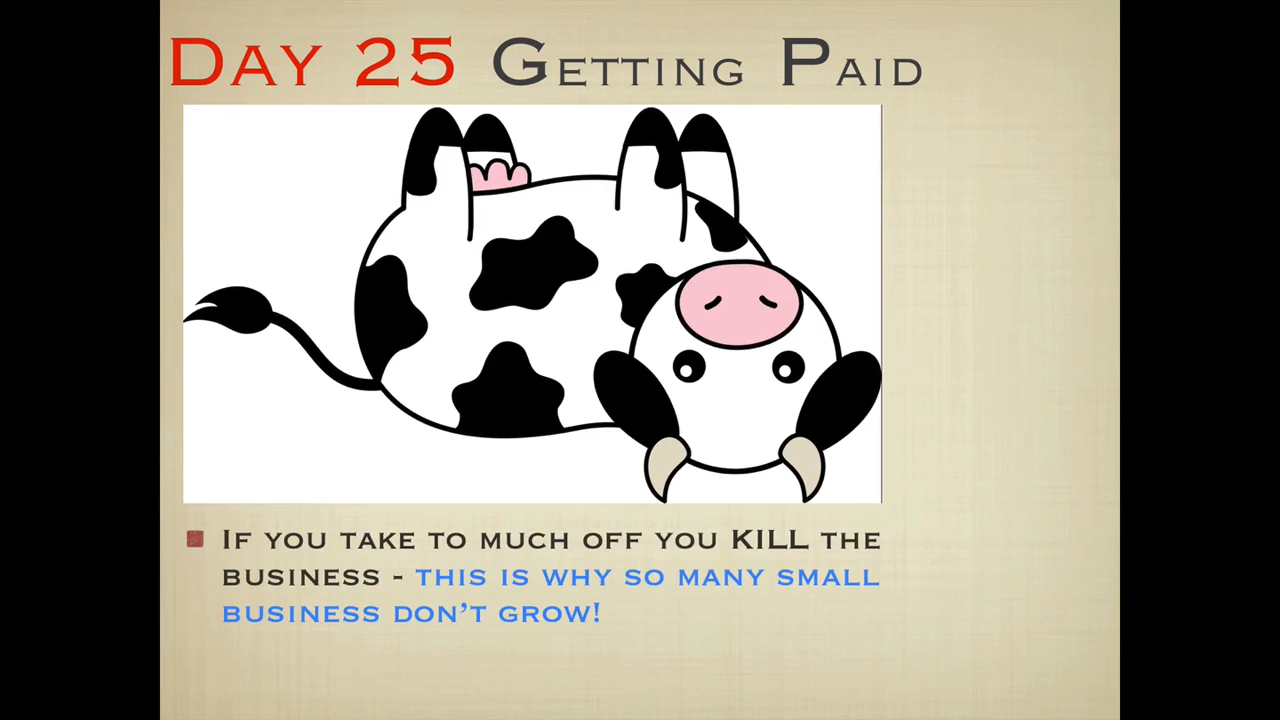 Day 25 Getting Paid
If you take to much off you KILL the
business - this is why so many small
business don't grow!